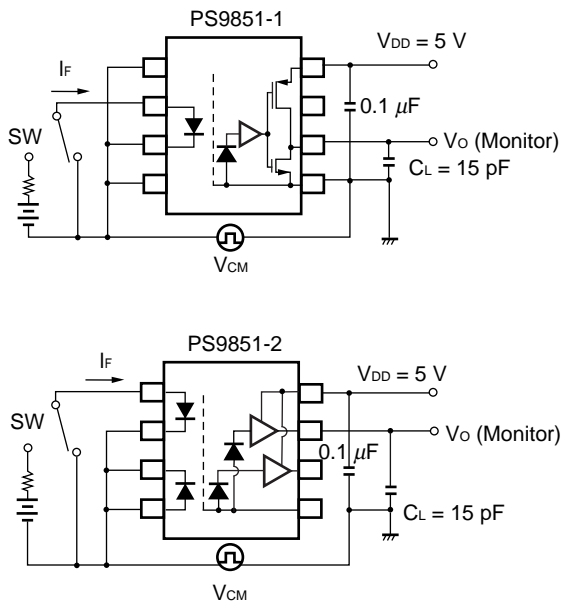 PS9851-1
VDD = 5 V
IF
0.1 μF
SW
VO (Monitor)
CL = 15 pF
VCM
PS9851-2
IF
VDD = 5 V
SW
VO (Monitor)
0.1 μF
CL = 15 pF
VCM